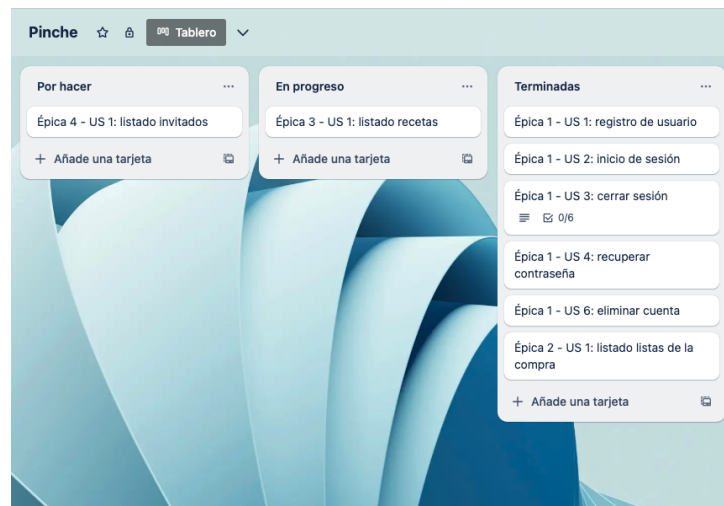 Pinche
Tablero
Por hacer
Épica 4 - US 1: listado invitados
Añade una tarjeta
En progreso
Épica 3 - US 1: listado recetas
Añade una tarjeta
Terminadas
Épica 1 - US 1: registro de usuario
Épica 1 - US 2: inicio de sesión
Épica 1 - US 3: cerrar sesión
0/6
Épica 1 - US 4: recuperar
contraseña
Épica 1 - US 6: eliminar cuenta
Épica 2 - US 1: listado listas de la
compra
Añade una tarjeta